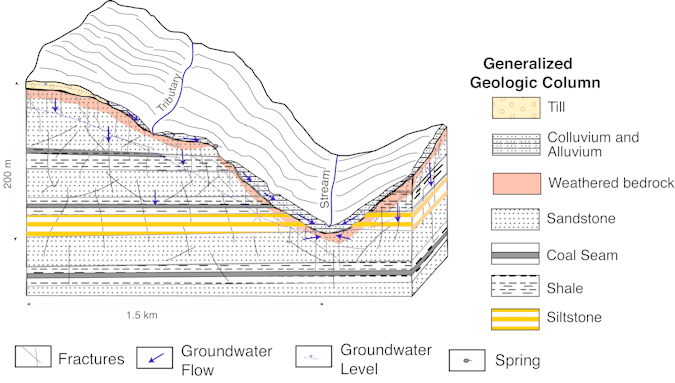 Tributary
Stream
200 m
1.5 km
Generalized
Geologic Column
Till
Colluvium and
Alluvium
Weathered bedrock
Sandstone
Coal Seam
Shale
Siltstone
Fractures
Groundwater
Flow
Groundwater
Level
Spring